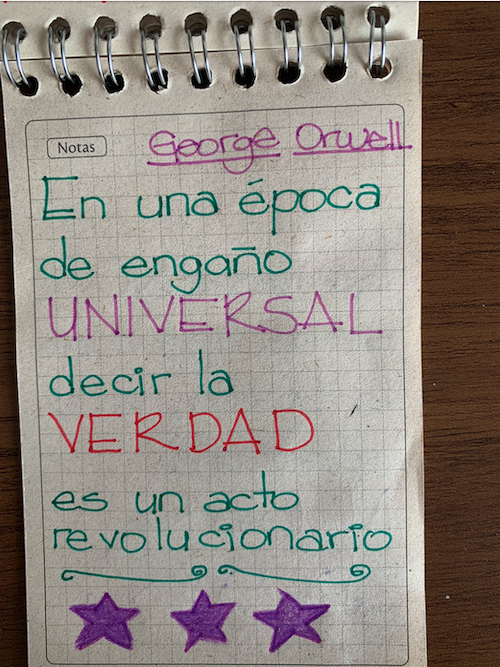 Notas
George Orwell
En una época
de engaño
UNIVERSAL
decir la
VERDAD
es un acto
revolucionario